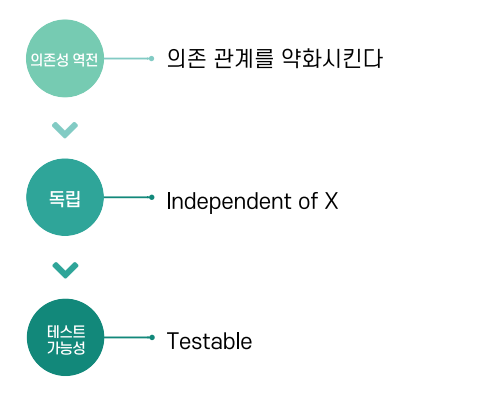 의존성 역전
의존 관계를 약화시킨다
독립
Independent of X
테스트
가능성
Testable